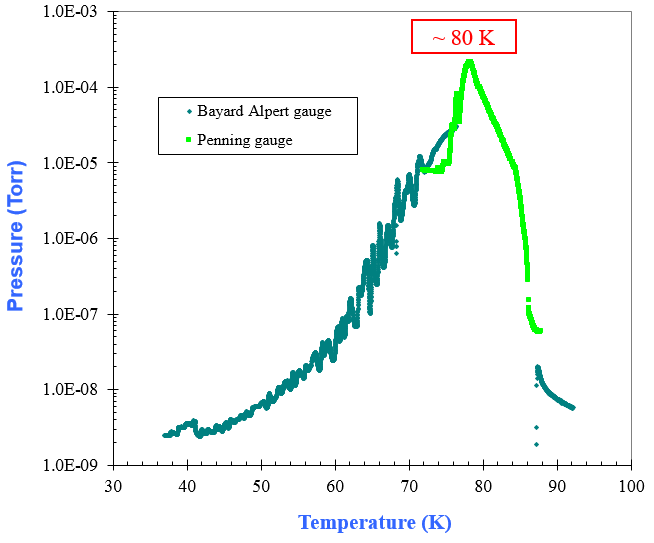 1.0E-03
~ 80 K
1.0E-04
Bayard Alpert gauge
Penning gauge
1.0E-05
Pressure (Torr)
1.0E-06
1.0E-07
1.0E-08
1.0E-09
30 40 50 60 70 80 90 100
Temperature (K)